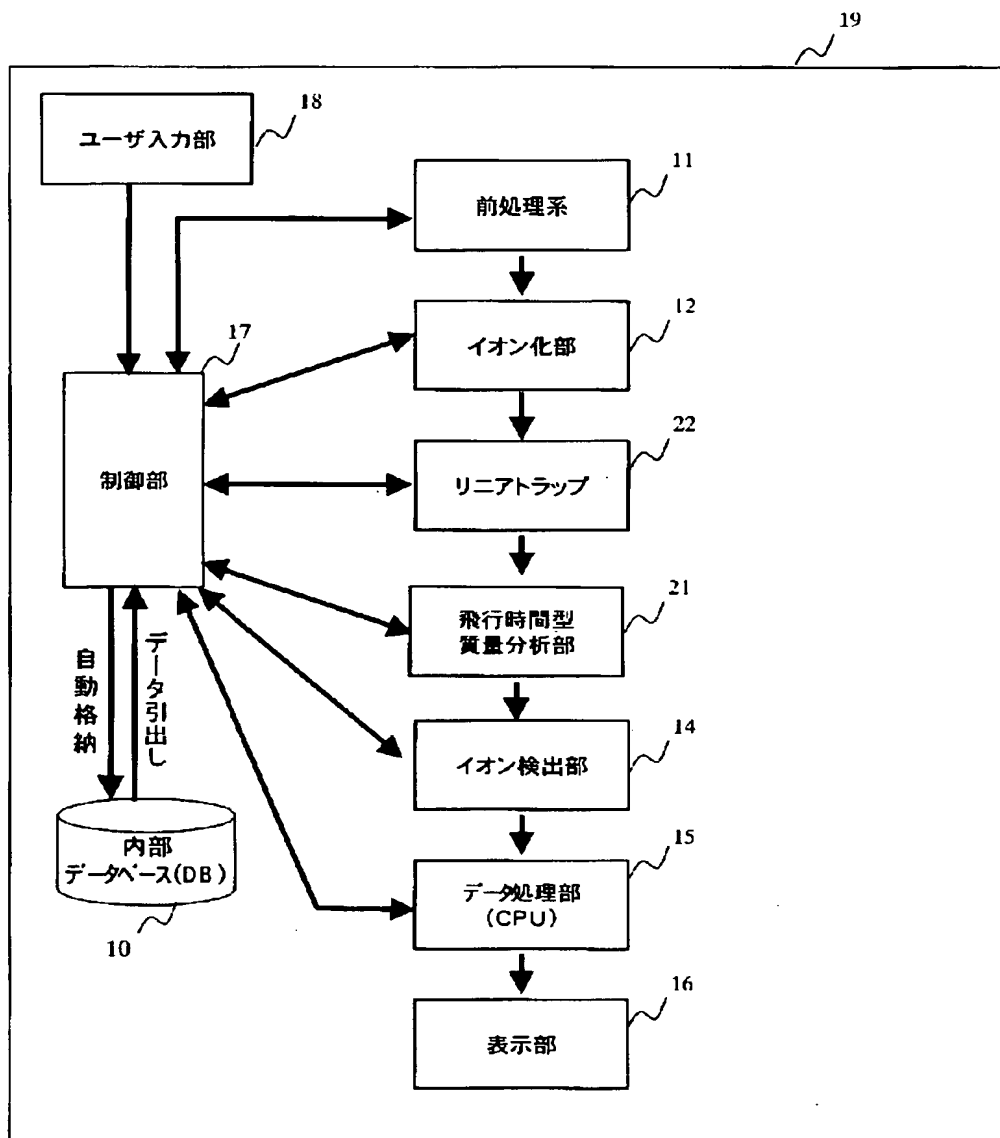 19
18
ユーザ入力部
11
前処理系
12
イオン化部
17
制御部
22
リニアトラップ
21
飛行時間型
質量分析部
自動格納
データ引出し
14
イオン検出部
内部
データベース(DB)
10
15
データ処理部
(CPU)
16
表示部